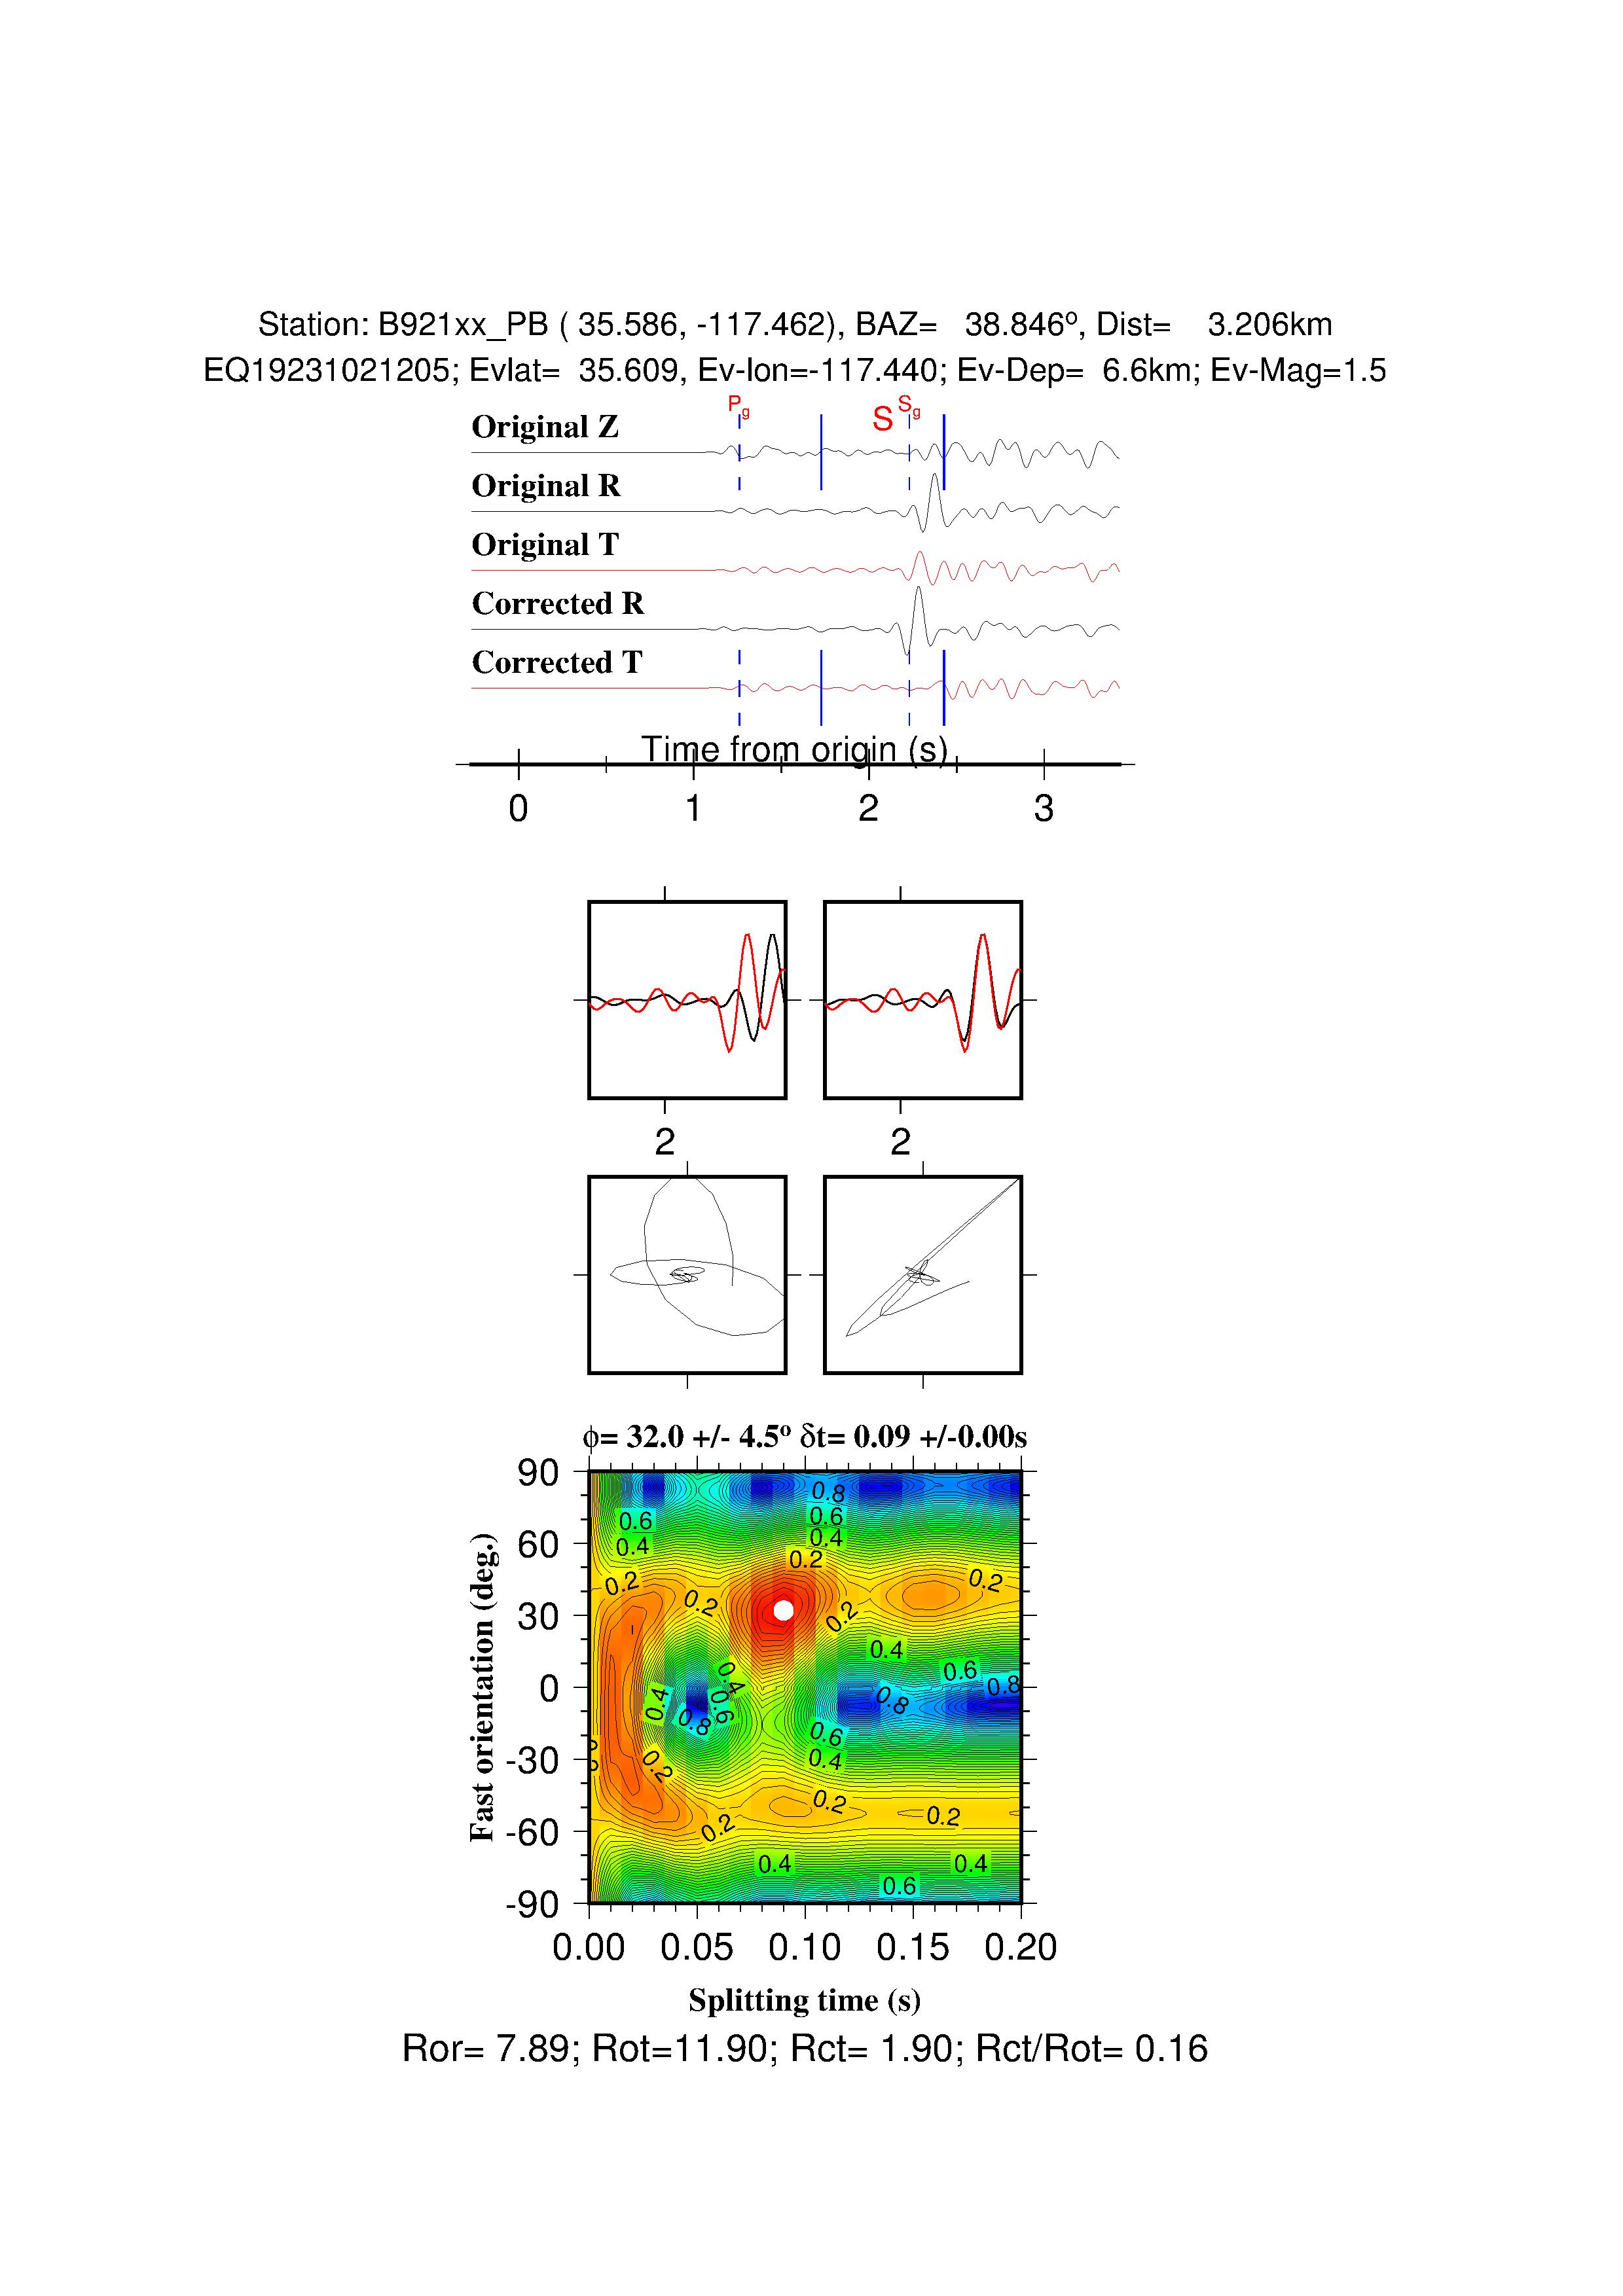 Station: B921xx_PB ( 35.586, -117.462), BAZ= 38.846º, Dist= 3.206km
EQ19231021205; Evlat= 35.609, Ev-lon=-117.440; Ev-Dep= 6.6km; Ev-Mag=1.5
Pg S Sg
Original Z
Original R
Original T
Corrected R
Corrected T
Time from origin (s)
0 1 2 3
2 2
ϕ= 32.0 +/- 4.5º δt= 0.09 +/-0.00s
Fast orientation (deg.)
90
60
30
0
-30
-60
-90
0.8
0.6 0.6
0.4 0.4
0.2
0.2 0.2 0.2
0.2
0.4
0.4 0.6
0.4 0.6 0.8 0.8
0.8
0.6
0.2 0.4
0.2
0.2 0.2
0.4 0.4
0.6
0.00 0.05 0.10 0.15 0.20
Splitting time (s)
Ror= 7.89; Rot=11.90; Rct= 1.90; Rct/Rot= 0.16